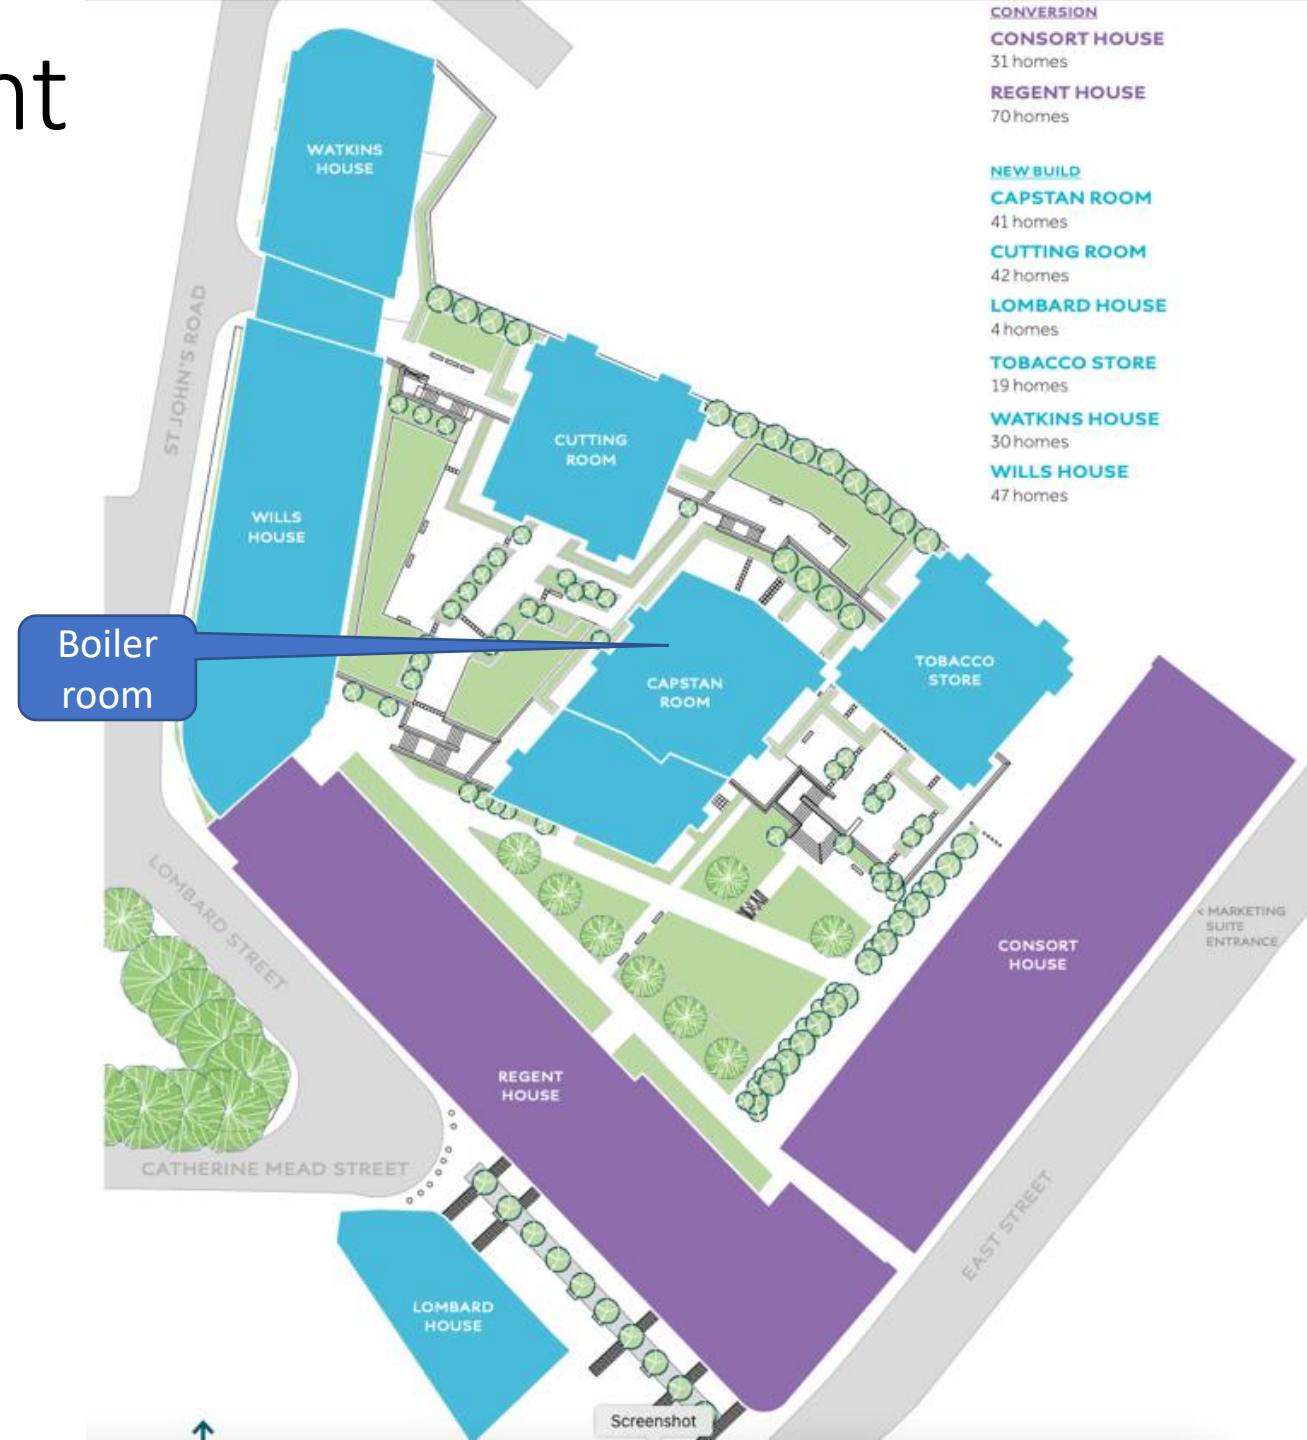 nt
CONVERSION
CONSORT HOUSE
31 homes
REGENT HOUSE
70 homes
NEW BUILD
CAPSTAN ROOM
41 homes
CUTTING ROOM
42 homes
LOMBARD HOUSE
4 homes
TOBACCO STORE
19 homes
WATKINS HOUSE
30 homes
WILLS HOUSE
47 homes
WATKINS
HOUSE
ST JOHN'S ROAD
CUTTING
ROOM
WILLS
HOUSE
Boiler
room
CAPSTAN
ROOM
TOBACCO
STORE
LOMBARD STREET
< MARKETING
SUITE
ENTRANCE
CONSORT
HOUSE
REGENT
HOUSE
CATHERINE MEAD STREET
EAST STREET
LOMBARD
HOUSE
Screenshot